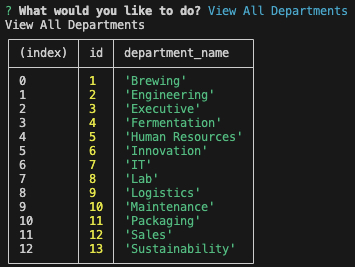 ? What would you like to do? View All Departments
View All Departments
(index) id department_name
0 1 'Brewing'
1 2 'Engineering'
2 3 'Executive'
3 4 'Fermentation'
4 5 'Human Resources'
5 6 'Innovation'
6 7 'IT'
7 8 'Lab'
8 9 'Logistics'
9 10 'Maintenance'
10 11 'Packaging'
11 12 'Sales'
12 13 'Sustainability'